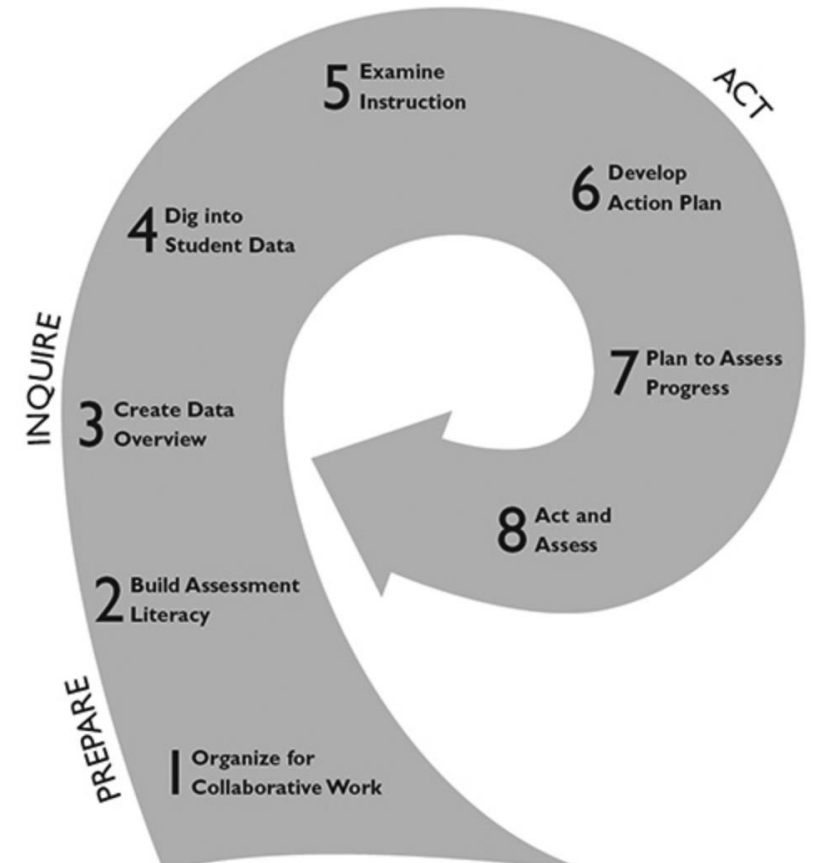 PREPARE
1 Organize for
Collaborative Work
2 Build Assessment
Literacy
INQUIRE
3 Create Data
Overview
4 Dig into
Student Data
5 Examine
Instruction
ACT
6 Develop
Action Plan
7 Plan to Assess
Progress
8 Act and
Assess